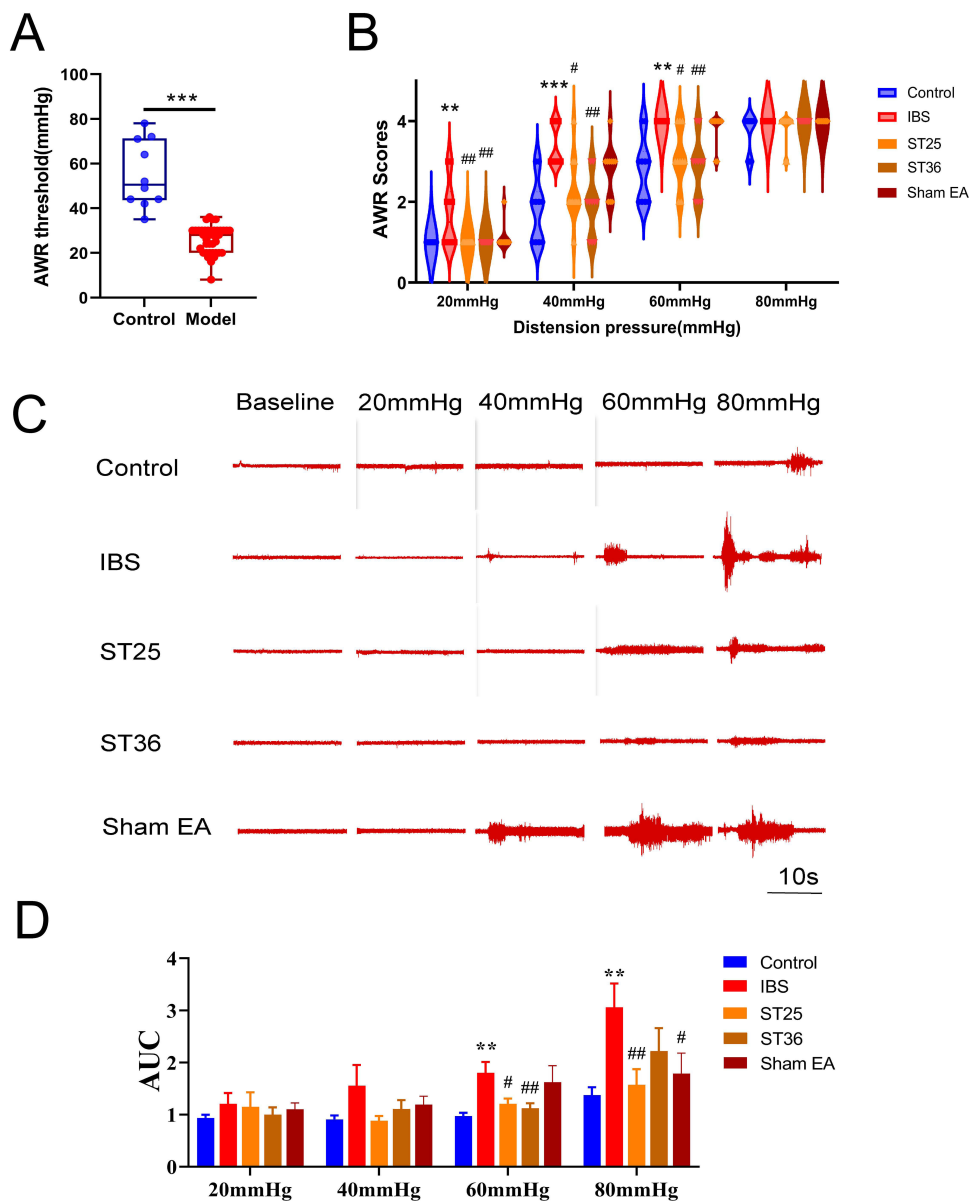 A
B
AWR threshold(mmHg)
100
80
60
40
20
0
***
Control Model
AWR Scores
4
2
0
** ## ##
*** # ##
** # ##
20mmHg 40mmHg 60mmHg 80mmHg
Distension pressure(mmHg)
Control
IBS
ST25
ST36
Sham EA
C
Baseline 20mmHg 40mmHg 60mmHg 80mmHg
Control
IBS
ST25
ST36
Sham EA
10s
D
AUC
4
3
2
1
0
** # ##
** ## #
20mmHg 40mmHg 60mmHg 80mmHg
Control
IBS
ST25
ST36
Sham EA